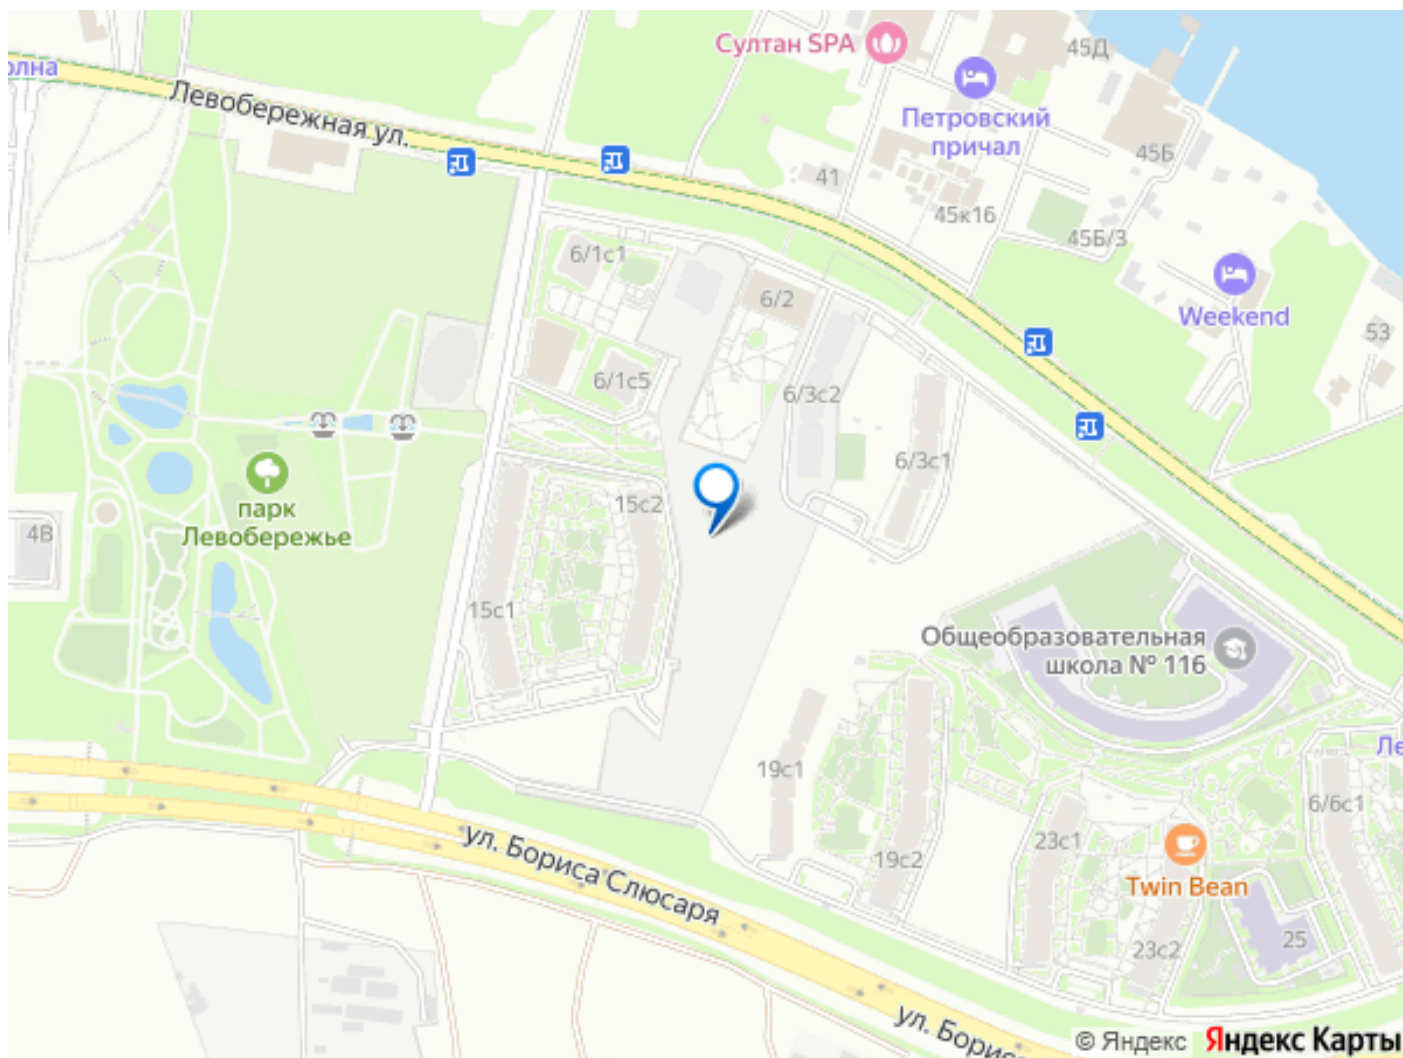 Султан SPA
45Д
олна
Левобережная ул.
Петровский
причал
45Б
41
45к16
45Б/3
6/1с1
6/2
Weekend
53
6/1с5
6/3с2
6/3с1
парк
Левобережье
4В
15с2
15с1
Общеобразовательная
школа № 116
Ле
19с1
6/6с1
ул. Бориса Слюсаря
23с1
19с2
Twin Bean
25
23с2
ул. Борис
© Яндекс
Яндекс Карты